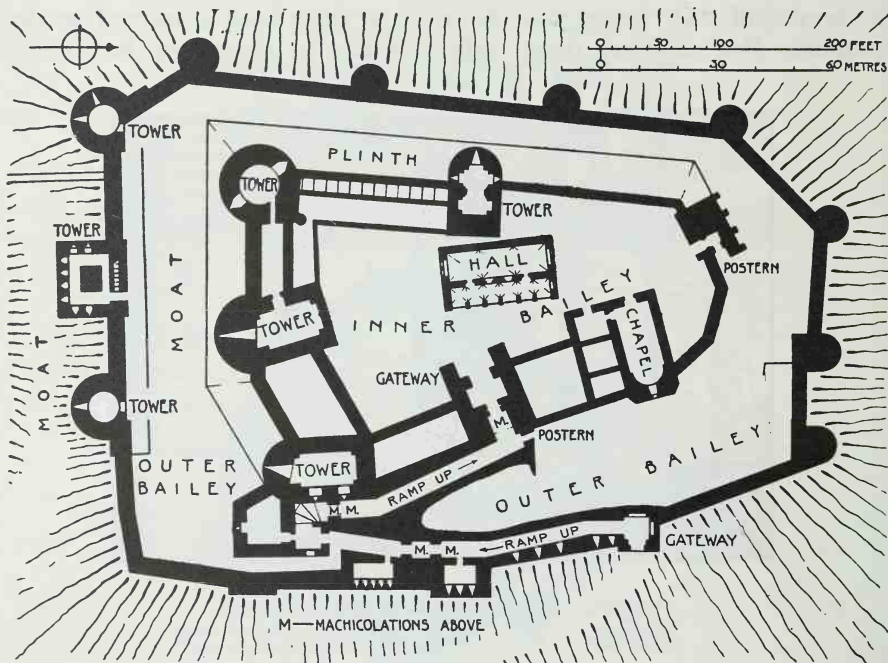 0 50 100 200 FEET
0 30 60 METRES
TOWER
PLINTH
TOWER
TOWER
TOWER
HALL
POSTERN
MOAT
MOAT
TOWER
INNER BAILEY
CHAPEL
GATEWAY
TOWER
M.
POSTERN
OUTER
BAILEY
TOWER
RAMP UP
OUTER BAILEY
M. M.
M. M.
RAMP UP
GATEWAY
M—MACHICOLATIONS ABOVE